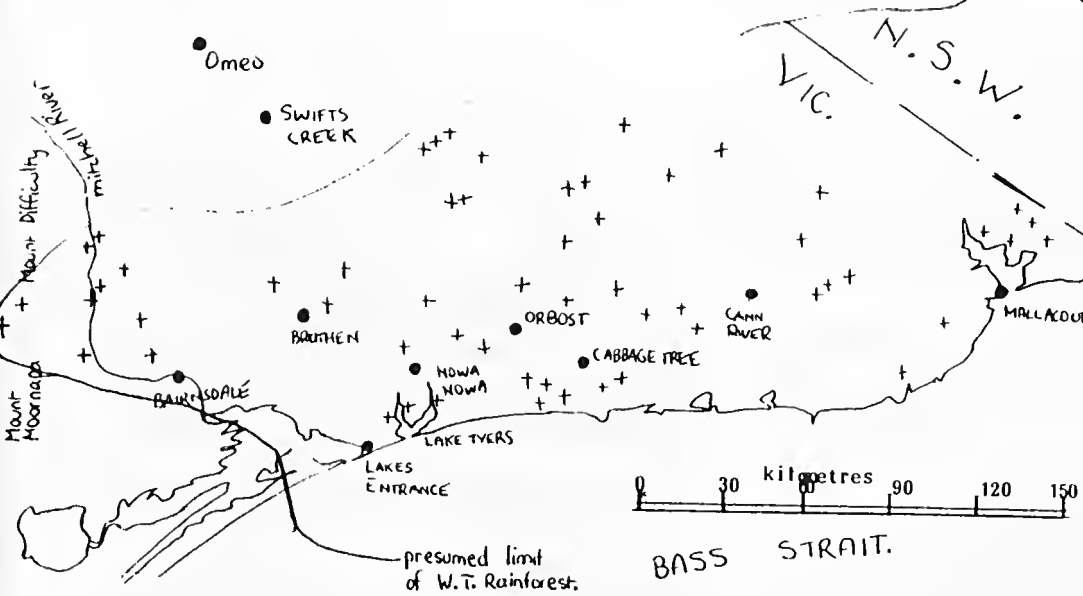 N.S.W.
VIC.
Omeo
SWIFTS
CREEK
mitchell River
Mount Difficulty
Mount
Moornapa
BRUTHEN
ORBOST
CANN
RIVER
MALLACOUT
CABBAGE TREE
NOWA
NOWA
BAIRNSDALE
LAKE TYERS
LAKES
ENTRANCE
kilometres
0 30 60 90 120 150
BASS STRAIT.
presumed limit
of W.T. Rainforest.